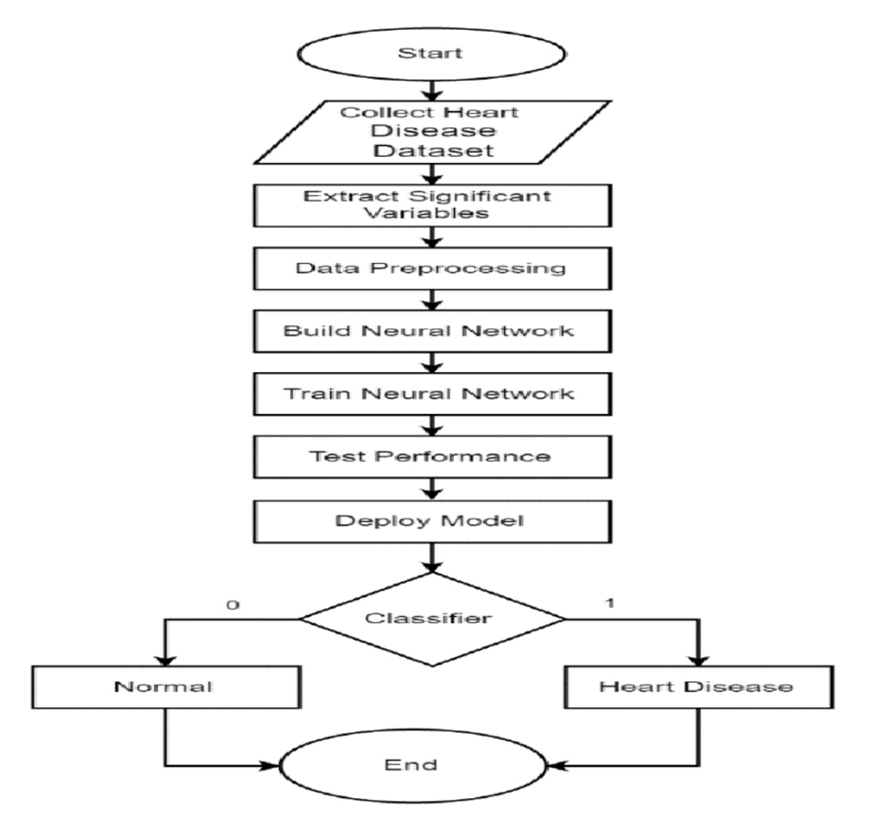 Start
Collect Heart
Disease
Dataset
Extract Significant
Variables
Data Preprocessing
Build Neural Network
Train Neural Network
Test Performance
Deploy Model
Classifier
0
1
Normal
Heart Disease
End